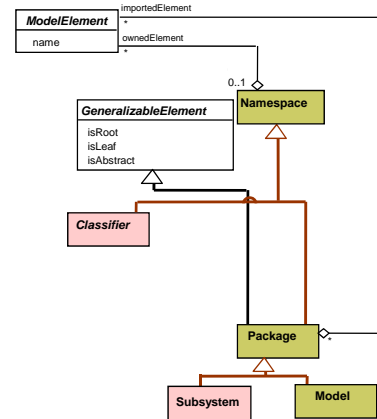 importedElement
ModelElement
*
name
ownedElement
*
0..1
Namespace
GeneralizableElement
isRoot
isLeaf
isAbstract
Classifier
Package
*
Subsystem
Model